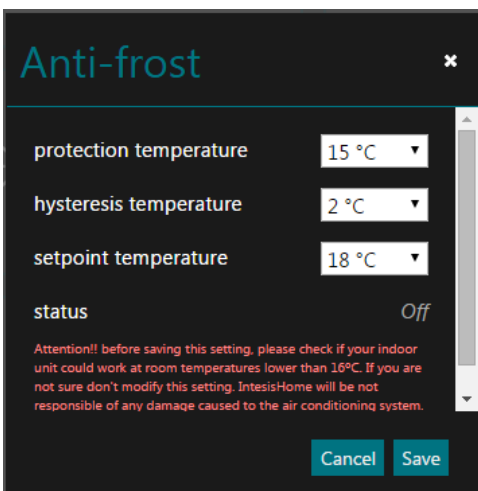 Anti-frost
protection temperature 15 °C
hysteresis temperature 2 °C
setpoint temperature 18 °C
status Off
Attention!! before saving this setting, please check if your indoor
unit could work at room temperatures lower than 16ºC. If you are
not sure don't modify this setting. IntesisHome will be not
responsible of any damage caused to the air conditioning system.
Cancel Save